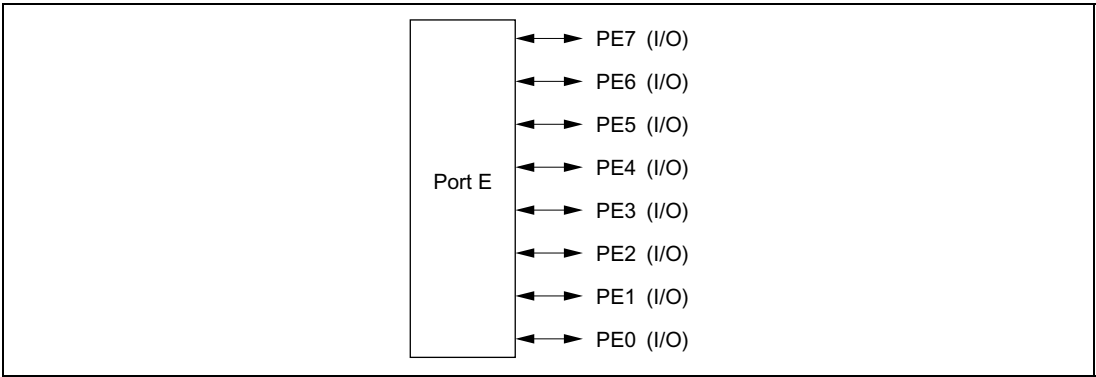 PE7 (I/O)
PE6 (I/O)
PE5 (I/O)
PE4 (I/O)
Port E
PE3 (I/O)
PE2 (I/O)
PE1 (I/O)
PE0 (I/O)